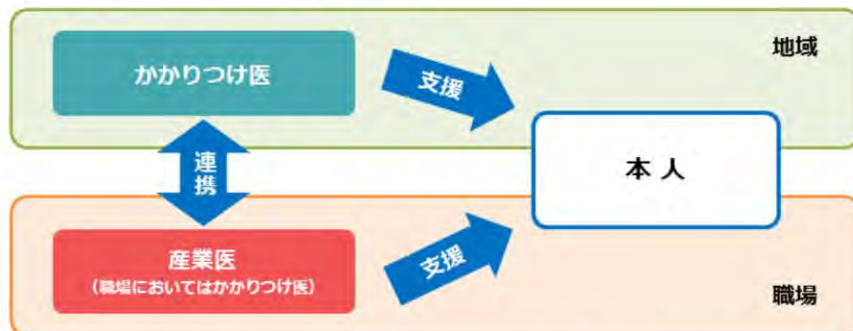 地域
かかりつけ医
支援
本人
連携
産業医
(職場においてはかかりつけ医)
支援
職場